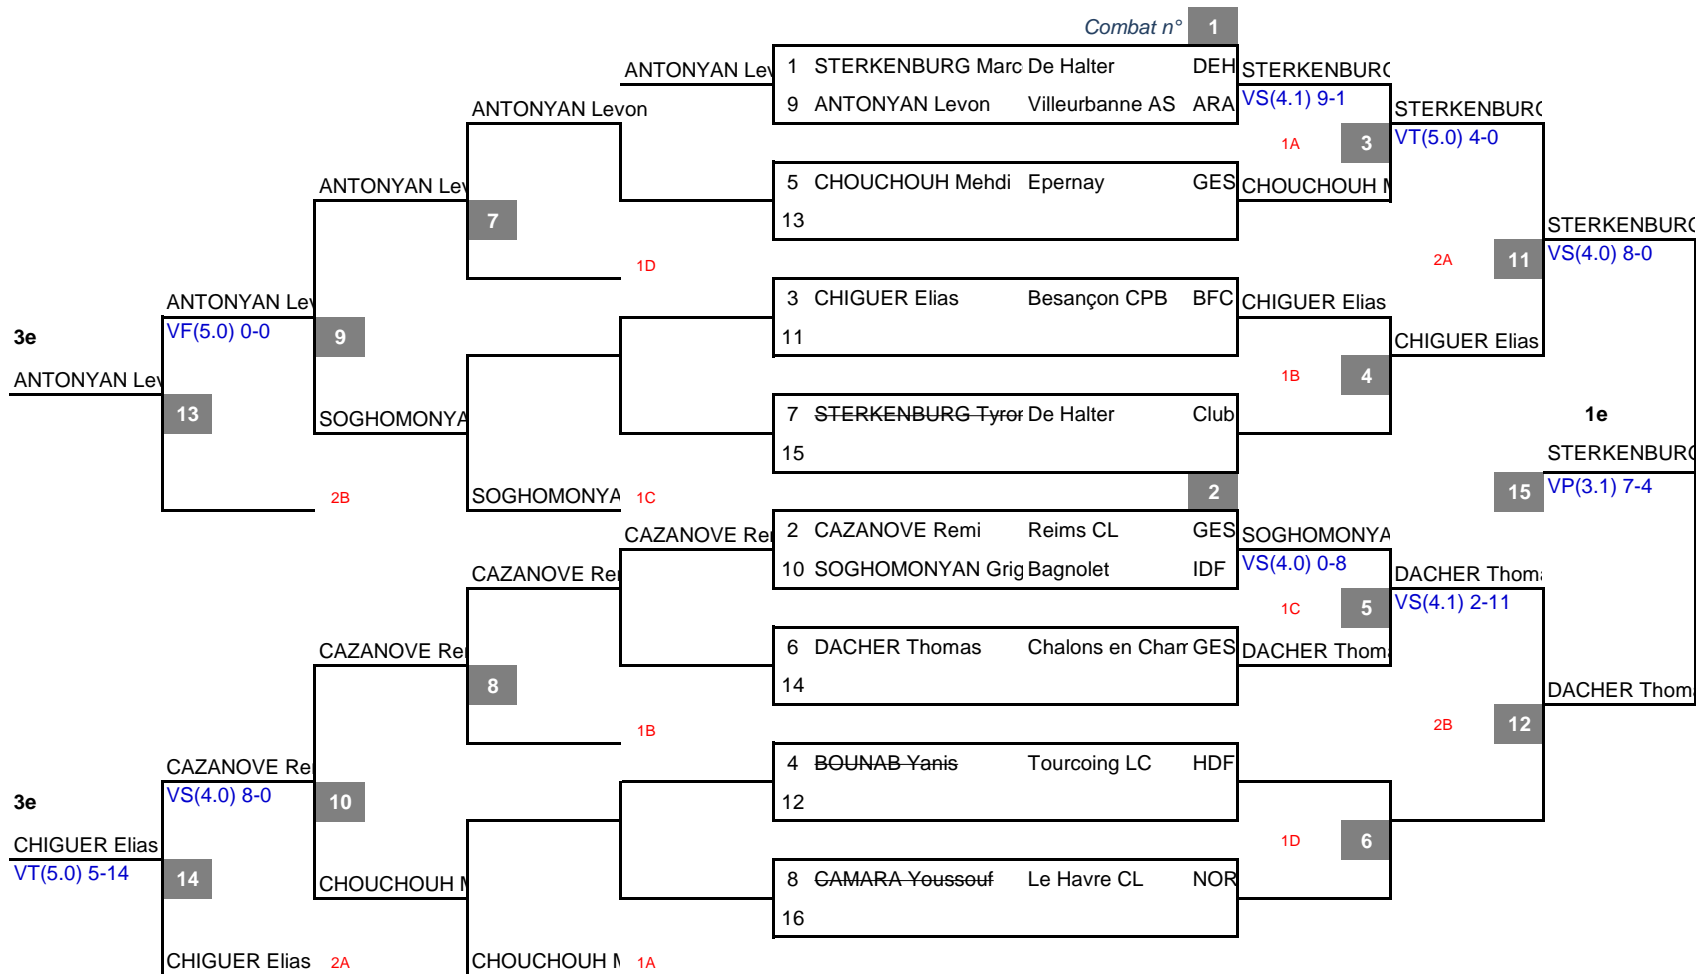 Combat n° 1
ANTONYAN Lev 1 STERKENBURG Marc De Halter DEH STERKENBURG
ANTONYAN Levon 9 ANTONYAN Levon Villeurbanne AS ARA VS(4.1) 9-1 STERKENBURG
1A 3 VT(5.0) 4-0
ANTONYAN Lev 5 CHOUCHOUH Mehdi Epernay GES CHOUCHOUH M
7 13 STERKENBURG
1D 2A 11 VS(4.0) 8-0
ANTONYAN Lev 3 CHIGUER Elias Besançon CPB BFC CHIGUER Elias
3e VF(5.0) 0-0 9 11 CHIGUER Elias
ANTONYAN Lev 1B 4
13 SOGHOMONYA 7 STERKENBURG Tyror De Halter Club 1e
15 STERKENBURG
2B SOGHOMONYA 1C 2 15 VP(3.1) 7-4
CAZANOVE Re 2 CAZANOVE Remi Reims CL GES SOGHOMONYA
CAZANOVE Re 10 SOGHOMONYAN Grig Bagnolet IDF VS(4.0) 0-8 DACHER Thom
1C 5 VS(4.1) 2-11
CAZANOVE Re 6 DACHER Thomas Chalons en Cham GES DACHER Thom
8 14 DACHER Thom
1B 2B 12
CAZANOVE Re 4 BOUNAB Yanis Tourcoing LC HDF
3e VS(4.0) 8-0 10 12
CHIGUER Elias 1D 6
VT(5.0) 5-14 14 CHOUCHOUH M 8 CAMARA Youssouf Le Havre CL NOR
16
CHIGUER Elias 2A CHOUCHOUH M 1A